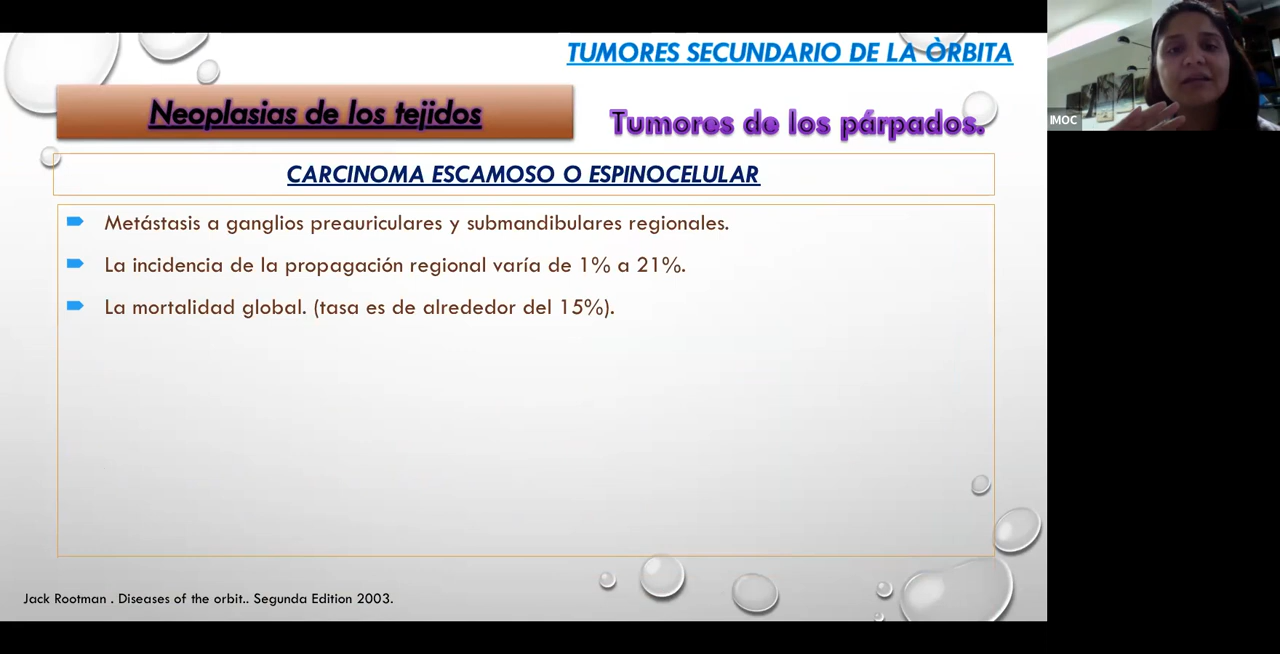 TUMORES SECUNDARIO DE LA ÒRBITA
Neoplasias de los tejidos
Tumores de los párpados.
CARCINOMA ESCAMOSO O ESPINOCELULAR
Metástasis a ganglios preauriculares y submandibulares regionales.
La incidencia de la propagación regional varía de 1% a 21%.
La mortalidad global. (tasa es de alrededor del 15%).
Jack Rootman . Diseases of the orbit.. Segunda Edition 2003.
IMOC